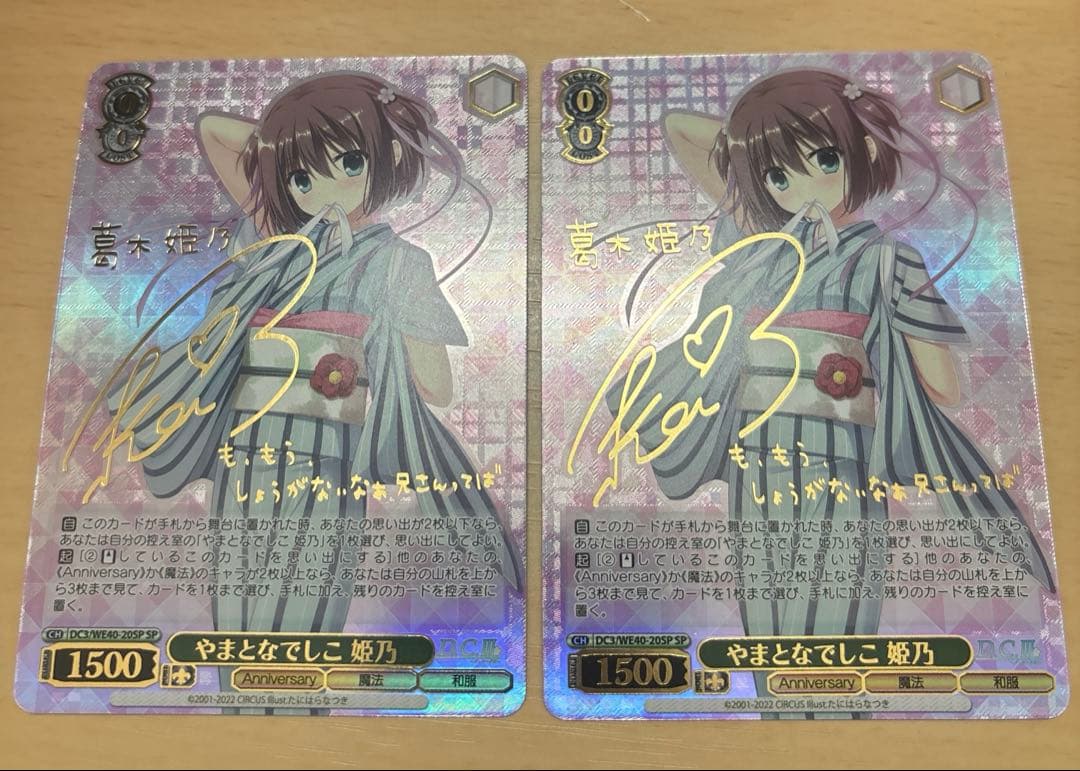 0
0
COST
葛木 姫乃
も、もう、
しょうがないなぁ兄さんってば
自 このカードが手札から舞台に置かれた時、あなたの思い出が2枚以下なら、
あなたは自分の控え室の「やまとなでしこ 姫乃」を1枚選び、思い出にしてよい。
起 [② しているこのカードを思い出にする] 他のあなたの、
《Anniversary》か《魔法》のキャラが2枚以上なら、あなたは自分の山札を上か
ら3枚まで見て、カードを1枚まで選び、手札に加え、残りのカードを控え室に
置く。
CH DC3/WE40-20SP SP
やまとなでしこ 姫乃
D.C.III
1500
Anniversary 魔法 和服
©2001-2022 CIRCUS Illust.たにはらなつき
0
0
葛木 姫乃
も、もう、
しょうがないなぁ兄さんってば
自 このカードが手札から舞台に置かれた時、あなたの思い出が2枚以下なら、
あなたは自分の控え室の「やまとなでしこ 姫乃」を1枚選び、思い出にしてよい。
起 [② しているこのカードを思い出にする] 他のあなたの、
《Anniversary》か《魔法》のキャラが2枚以上なら、あなたは自分の山札を上か
ら3枚まで見て、カードを1枚まで選び、手札に加え、残りのカードを控え室に
置く。
CH DC3/WE40-20SP SP
やまとなでしこ 姫乃
D.C.III
1500
Anniversary 魔法 和服
©2001-2022 CIRCUS Illust.たにはらなつき